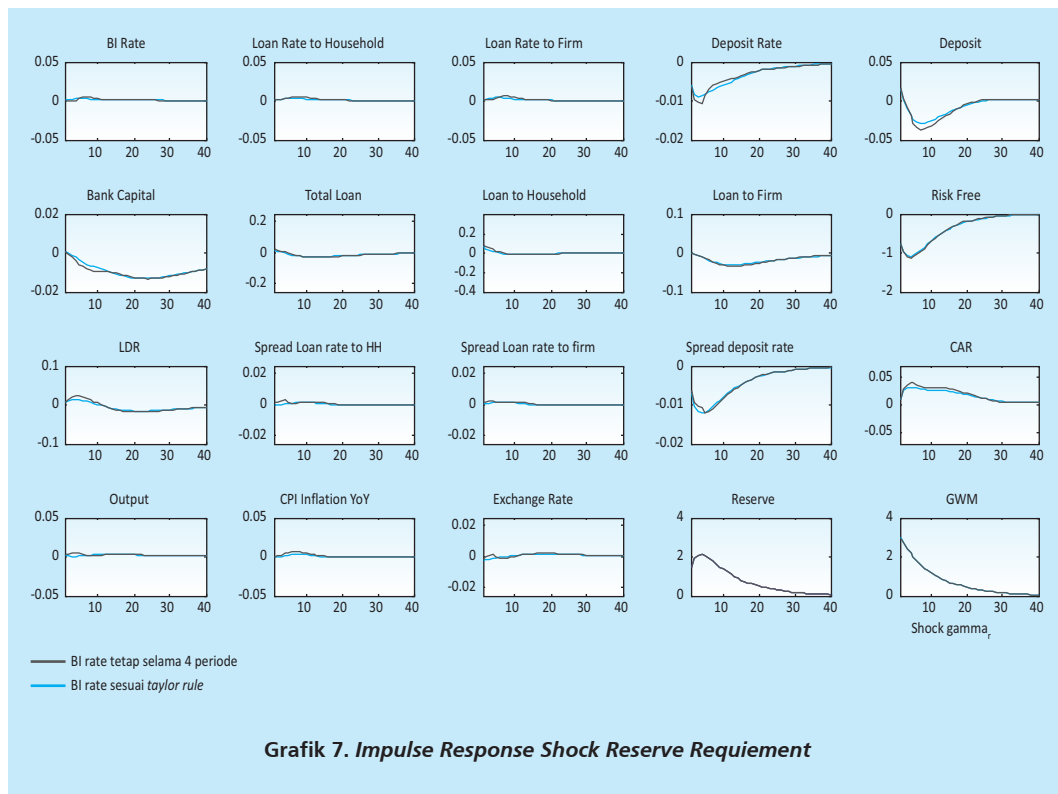 BI Rate
0.05
0
-0.05
10 20 30 40
Loan Rate to Household
0.05
0
-0.05
10 20 30 40
Loan Rate to Firm
0.05
0
-0.05
10 20 30 40
Deposit Rate
0
-0.01
-0.02
10 20 30 40
Deposit
0.05
0
-0.05
10 20 30 40
Bank Capital
0.02
0
-0.02
10 20 30 40
Total Loan
0.2
0
-0.2
10 20 30 40
Loan to Household
0.2
0
-0.2
-0.4
10 20 30 40
Loan to Firm
0.1
0
-0.1
10 20 30 40
Risk Free
0
-1
-2
10 20 30 40
LDR
0.1
0
-0.1
10 20 30 40
Spread Loan rate to HH
0.02
0
-0.02
10 20 30 40
Spread Loan rate to firm
0.02
0
-0.02
10 20 30 40
Spread deposit rate
0
-0.01
-0.02
10 20 30 40
CAR
0.05
0
-0.05
10 20 30 40
Output
0.05
0
-0.05
10 20 30 40
CPI Inflation YoY
0.05
0
-0.05
10 20 30 40
Exchange Rate
0.02
0
-0.02
10 20 30 40
Reserve
4
2
0
10 20 30 40
GWM
4
2
0
10 20 30 40
Shock gammar
BI rate tetap selama 4 periode
BI rate sesuai taylor rule
Grafik 7. Impulse Response Shock Reserve Requiement